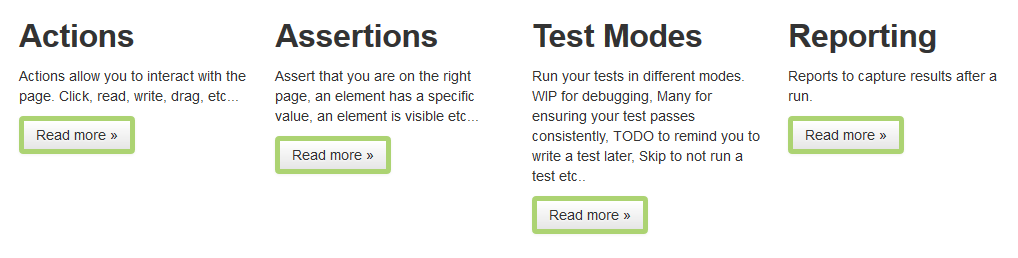 Actions
Actions allow you to interact with the
page. Click, read, write, drag, etc...
Read more »
Assertions
Assert that you are on the right
page, an element has a specific
value, an element is visible etc...
Read more »
Test Modes
Run your tests in different modes.
WIP for debugging, Many for
ensuring your test passes
consistently, TODO to remind you to
write a test later, Skip to not run a
test etc..
Read more »
Reporting
Reports to capture results after a
run.
Read more »